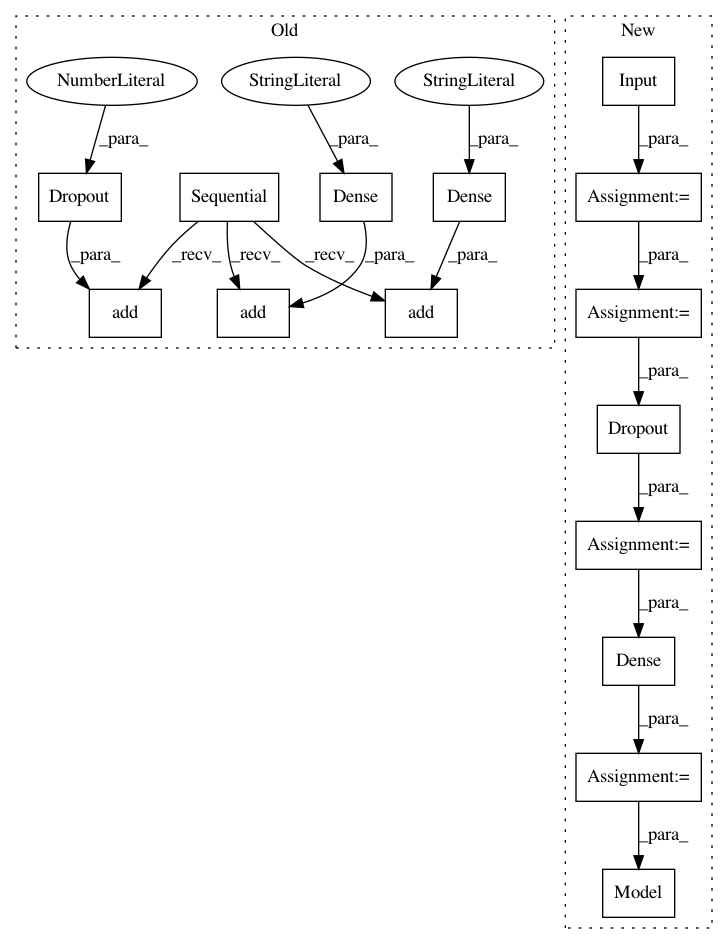 Old
NumberLiteral
StringLiteral
StringLiteral
_para_
_para_
_para_
Dropout
Sequential
Dense
Dense
_para_
_recv_
_recv_
_recv_
_para_
_para_
add
add
add
New
Input
_para_
Assignment:=
_para_
Assignment:=
_para_
Dropout
_para_
Assignment:=
_para_
Dense
_para_
Assignment:=
_para_
Model